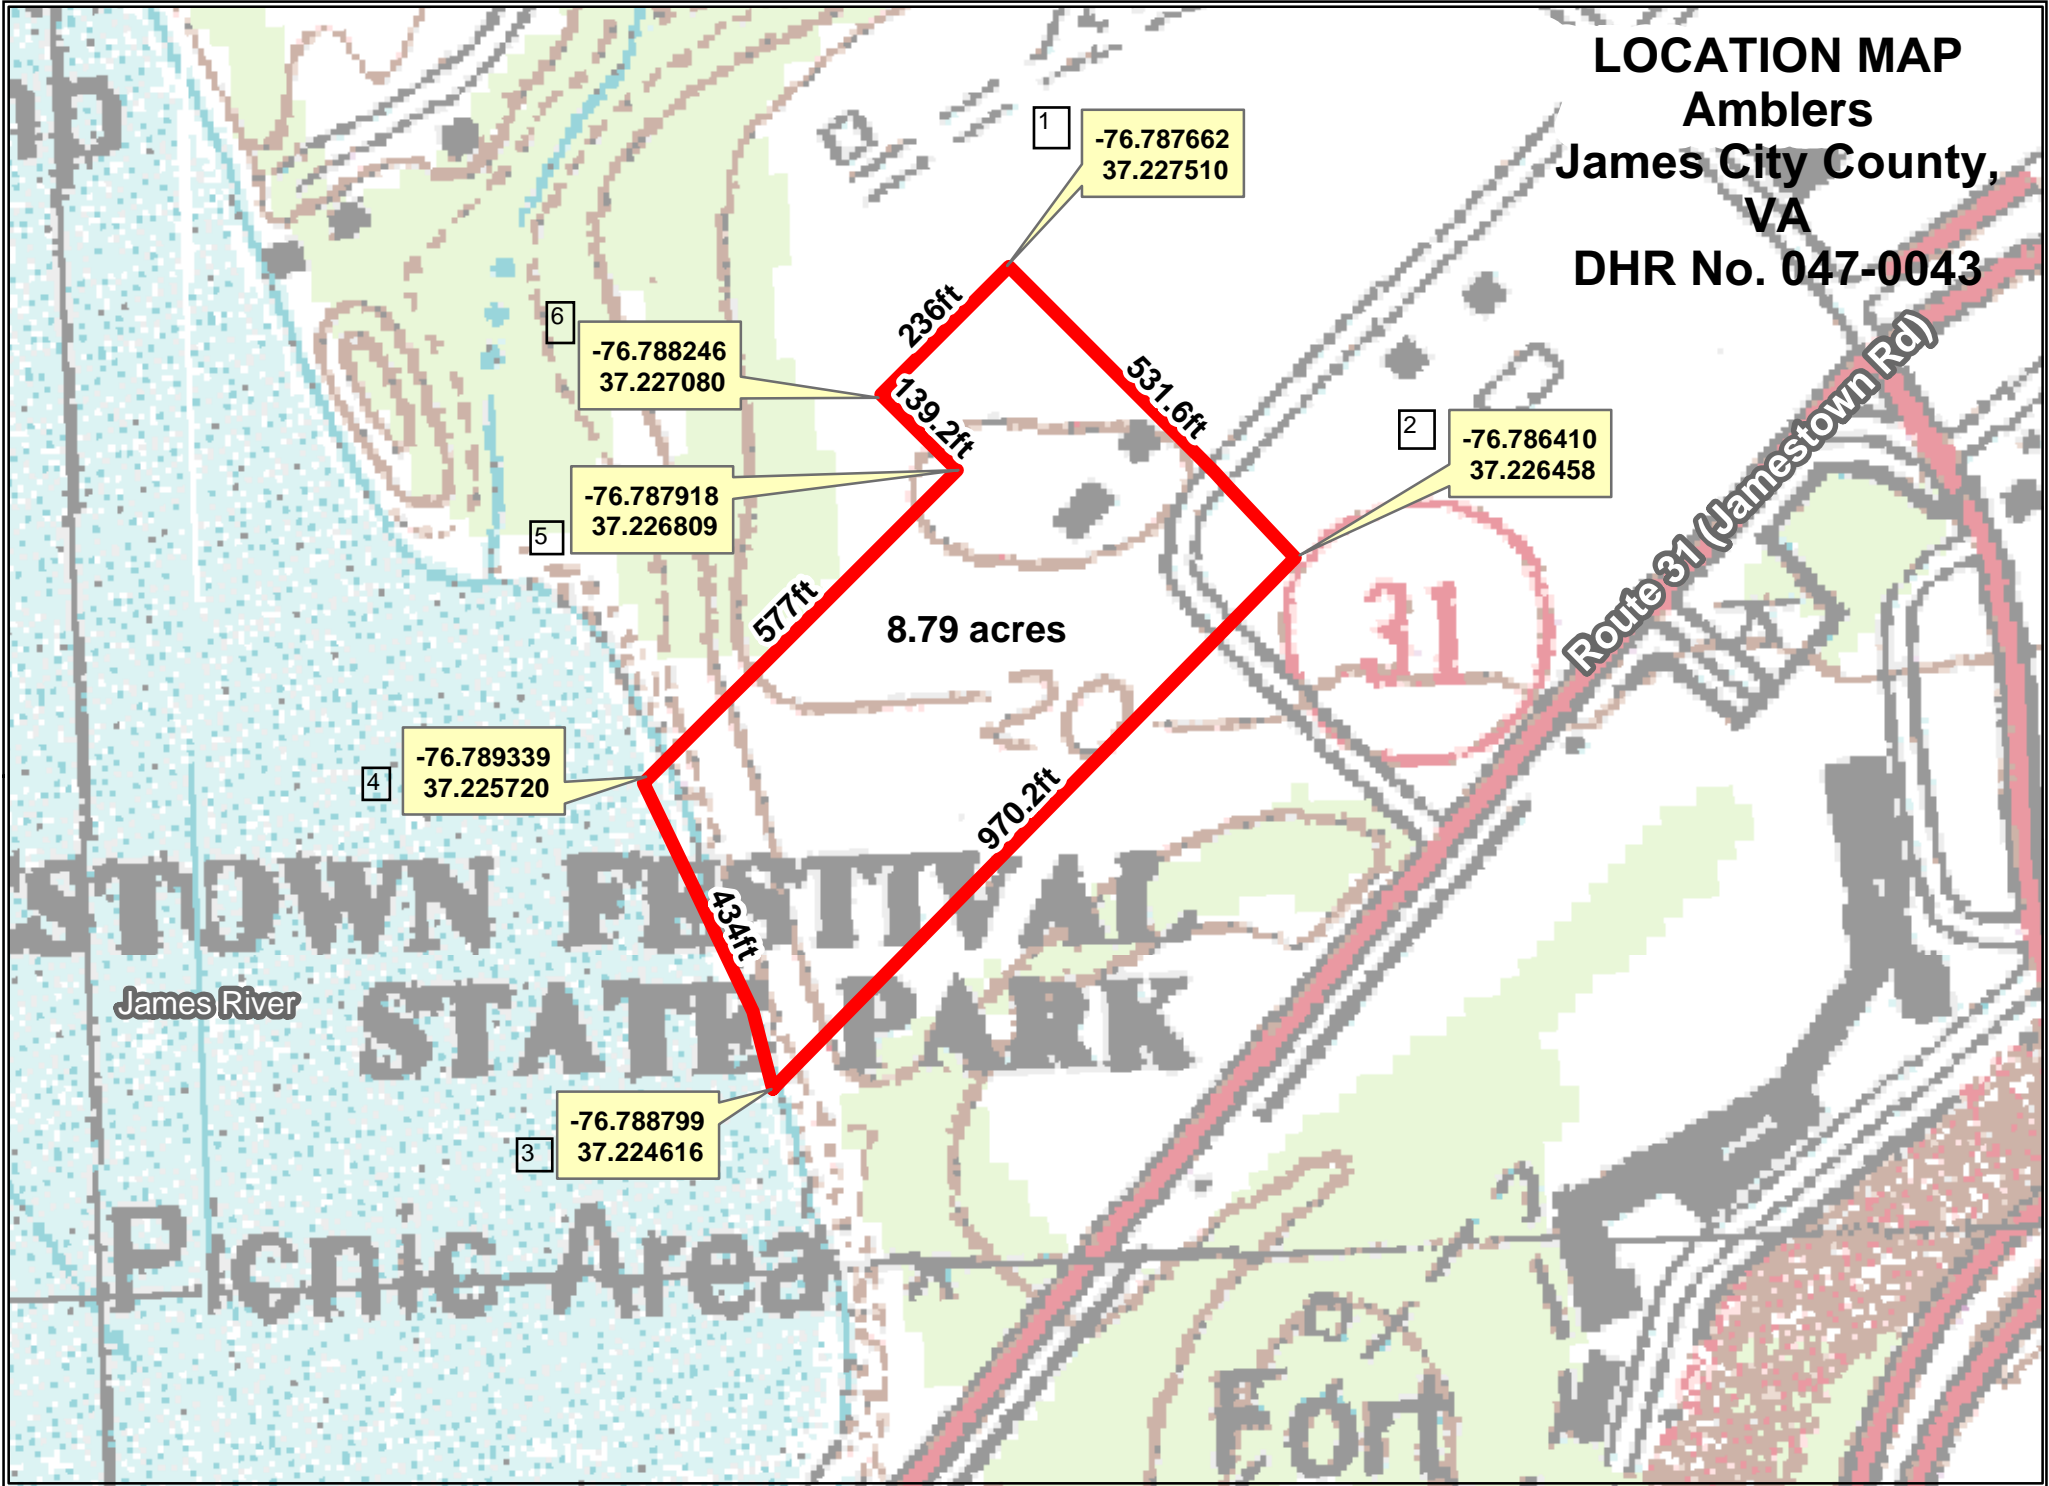 LOCATION MAP
Amblers
James City County,
VA
DHR No. 047-0043
1
-76.787662
37.227510
236ft
6
-76.788246
37.227080
139.2ft
531.6ft
2
-76.786410
37.226458
-76.787918
37.226809
5
577ft
8.79 acres
31
Route 31 (Jamestown Rd)
20
4
-76.789339
37.225720
970.2ft
434ft
STOWN FESTIVAL
STATE PARK
James River
-76.788799
37.224616
3
Picnic Area
Fort